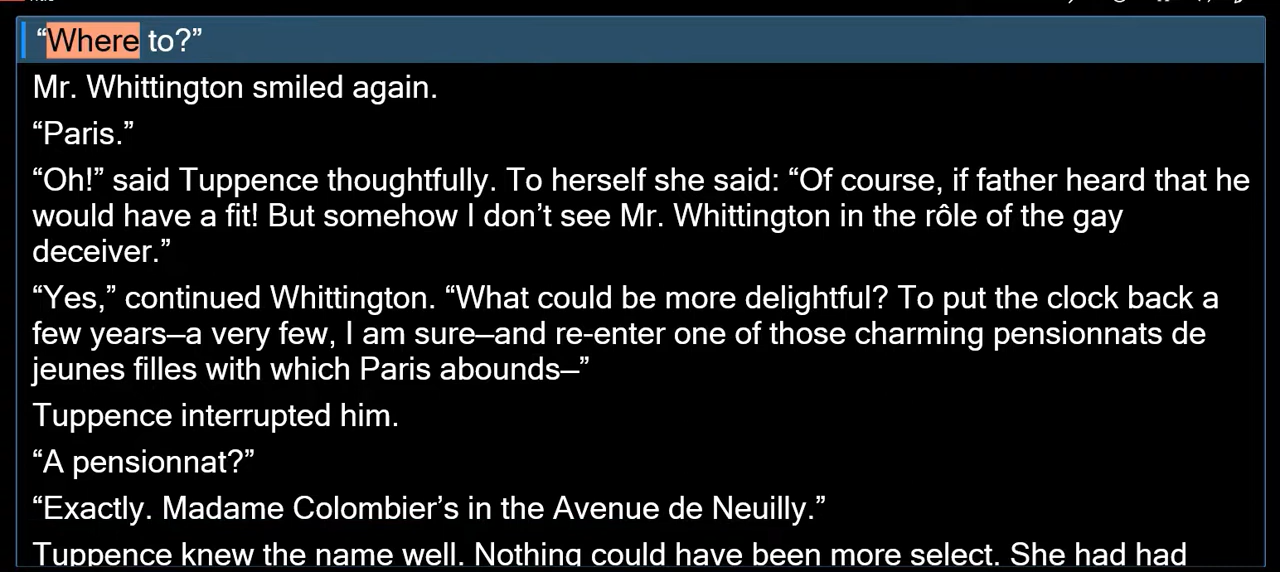 “Where to?”
Mr. Whittington smiled again.
“Paris.”
“Oh!” said Tuppence thoughtfully. To herself she said: “Of course, if father heard that he
would have a fit! But somehow I don’t see Mr. Whittington in the rôle of the gay
deceiver.”
“Yes,” continued Whittington. “What could be more delightful? To put the clock back a
few years—a very few, I am sure—and re-enter one of those charming pensionnats de
jeunes filles with which Paris abounds—”
Tuppence interrupted him.
“A pensionnat?”
“Exactly. Madame Colombier’s in the Avenue de Neuilly.”
Tuppence knew the name well. Nothing could have been more select. She had had